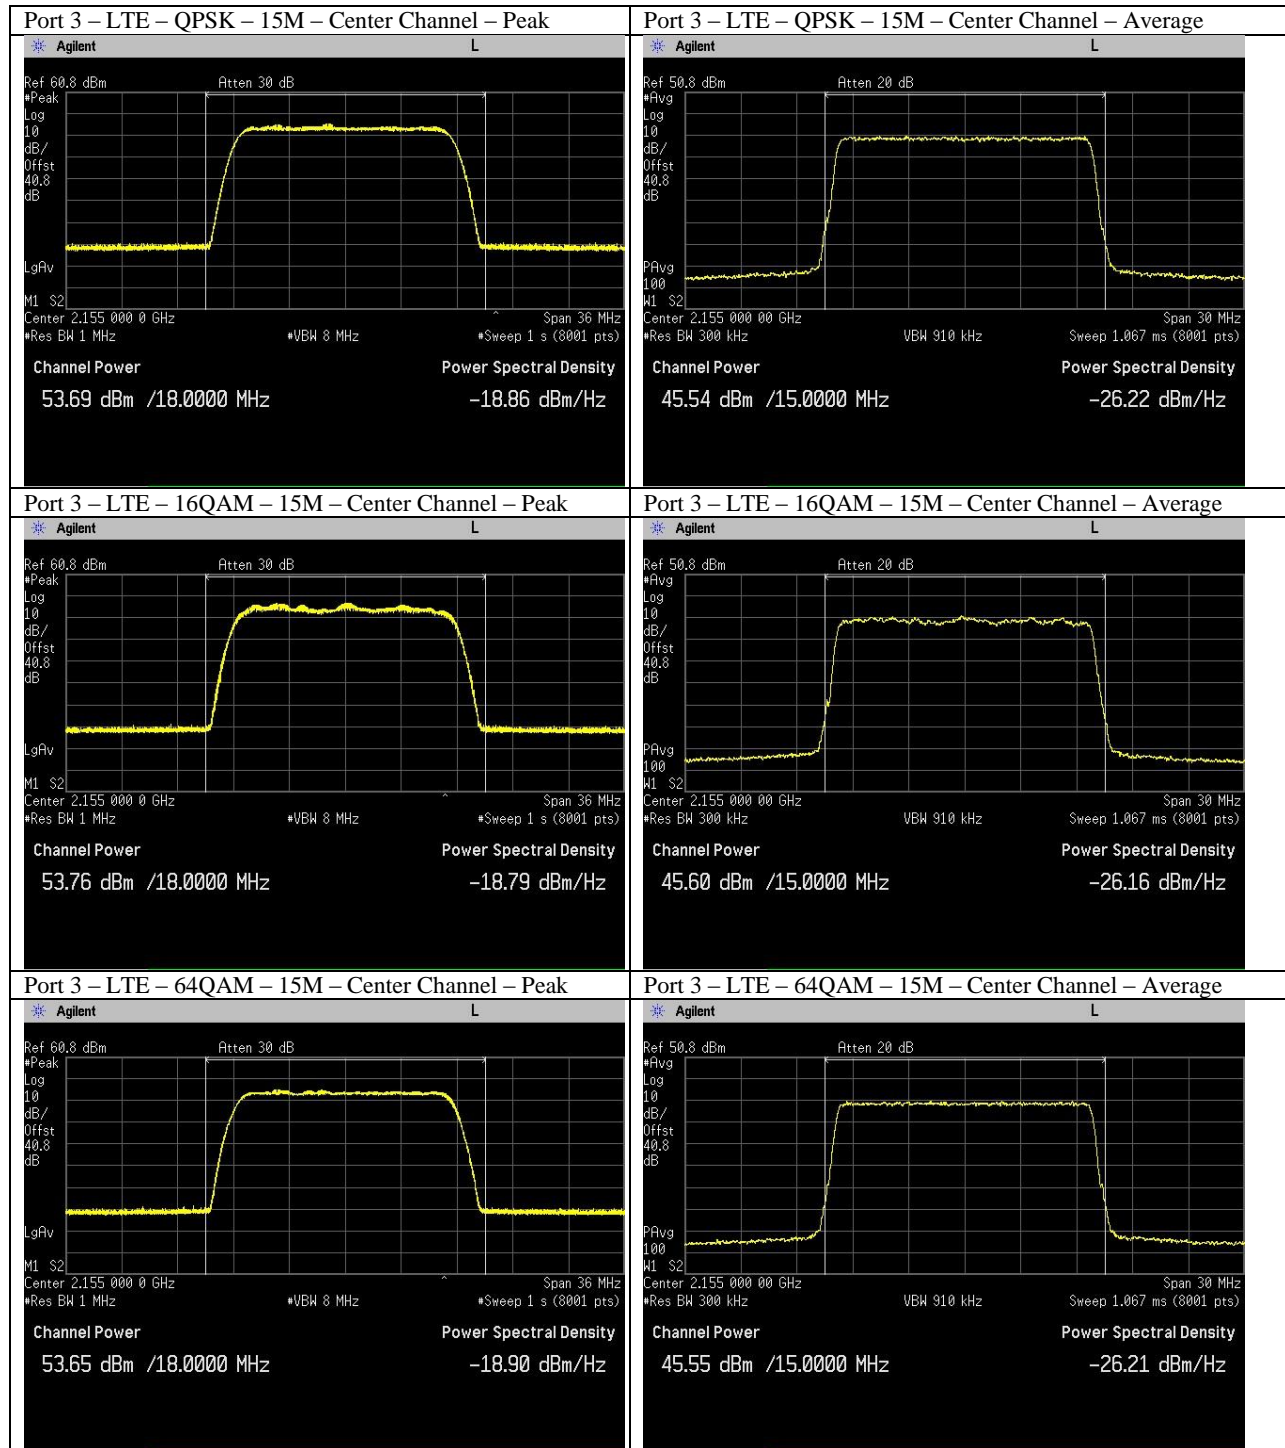 Port 3 – LTE – QPSK – 15M – Center Channel – Peak
Agilent L
Ref 60.8 dBm Atten 30 dB
#Peak
Log
10
dB/
Offst
40.8
dB
LgAv
M1 S2
Center 2.155 000 0 GHz ^ Span 36 MHz
#Res BW 1 MHz #VBW 8 MHz #Sweep 1 s (8001 pts)
Channel Power Power Spectral Density
53.69 dBm /18.0000 MHz -18.86 dBm/Hz
Port 3 – LTE – QPSK – 15M – Center Channel – Average
Agilent L
Ref 50.8 dBm Atten 20 dB
#Avg
Log
10
dB/
Offst
40.8
dB
PAvg
100
W1 S2
Center 2.155 000 00 GHz Span 30 MHz
#Res BW 300 kHz VBW 910 kHz Sweep 1.067 ms (8001 pts)
Channel Power Power Spectral Density
45.54 dBm /15.0000 MHz -26.22 dBm/Hz
Port 3 – LTE – 16QAM – 15M – Center Channel – Peak
Agilent L
Ref 60.8 dBm Atten 30 dB
#Peak
Log
10
dB/
Offst
40.8
dB
LgAv
M1 S2
Center 2.155 000 0 GHz ^ Span 36 MHz
#Res BW 1 MHz #VBW 8 MHz #Sweep 1 s (8001 pts)
Channel Power Power Spectral Density
53.76 dBm /18.0000 MHz -18.79 dBm/Hz
Port 3 – LTE – 16QAM – 15M – Center Channel – Average
Agilent L
Ref 50.8 dBm Atten 20 dB
#Avg
Log
10
dB/
Offst
40.8
dB
PAvg
100
W1 S2
Center 2.155 000 00 GHz Span 30 MHz
#Res BW 300 kHz VBW 910 kHz Sweep 1.067 ms (8001 pts)
Channel Power Power Spectral Density
45.60 dBm /15.0000 MHz -26.16 dBm/Hz
Port 3 – LTE – 64QAM – 15M – Center Channel – Peak
Agilent L
Ref 60.8 dBm Atten 30 dB
#Peak
Log
10
dB/
Offst
40.8
dB
LgAv
M1 S2
Center 2.155 000 0 GHz ^ Span 36 MHz
#Res BW 1 MHz #VBW 8 MHz #Sweep 1 s (8001 pts)
Channel Power Power Spectral Density
53.65 dBm /18.0000 MHz -18.90 dBm/Hz
Port 3 – LTE – 64QAM – 15M – Center Channel – Average
Agilent L
Ref 50.8 dBm Atten 20 dB
#Avg
Log
10
dB/
Offst
40.8
dB
PAvg
100
W1 S2
Center 2.155 000 00 GHz Span 30 MHz
#Res BW 300 kHz VBW 910 kHz Sweep 1.067 ms (8001 pts)
Channel Power Power Spectral Density
45.55 dBm /15.0000 MHz -26.21 dBm/Hz